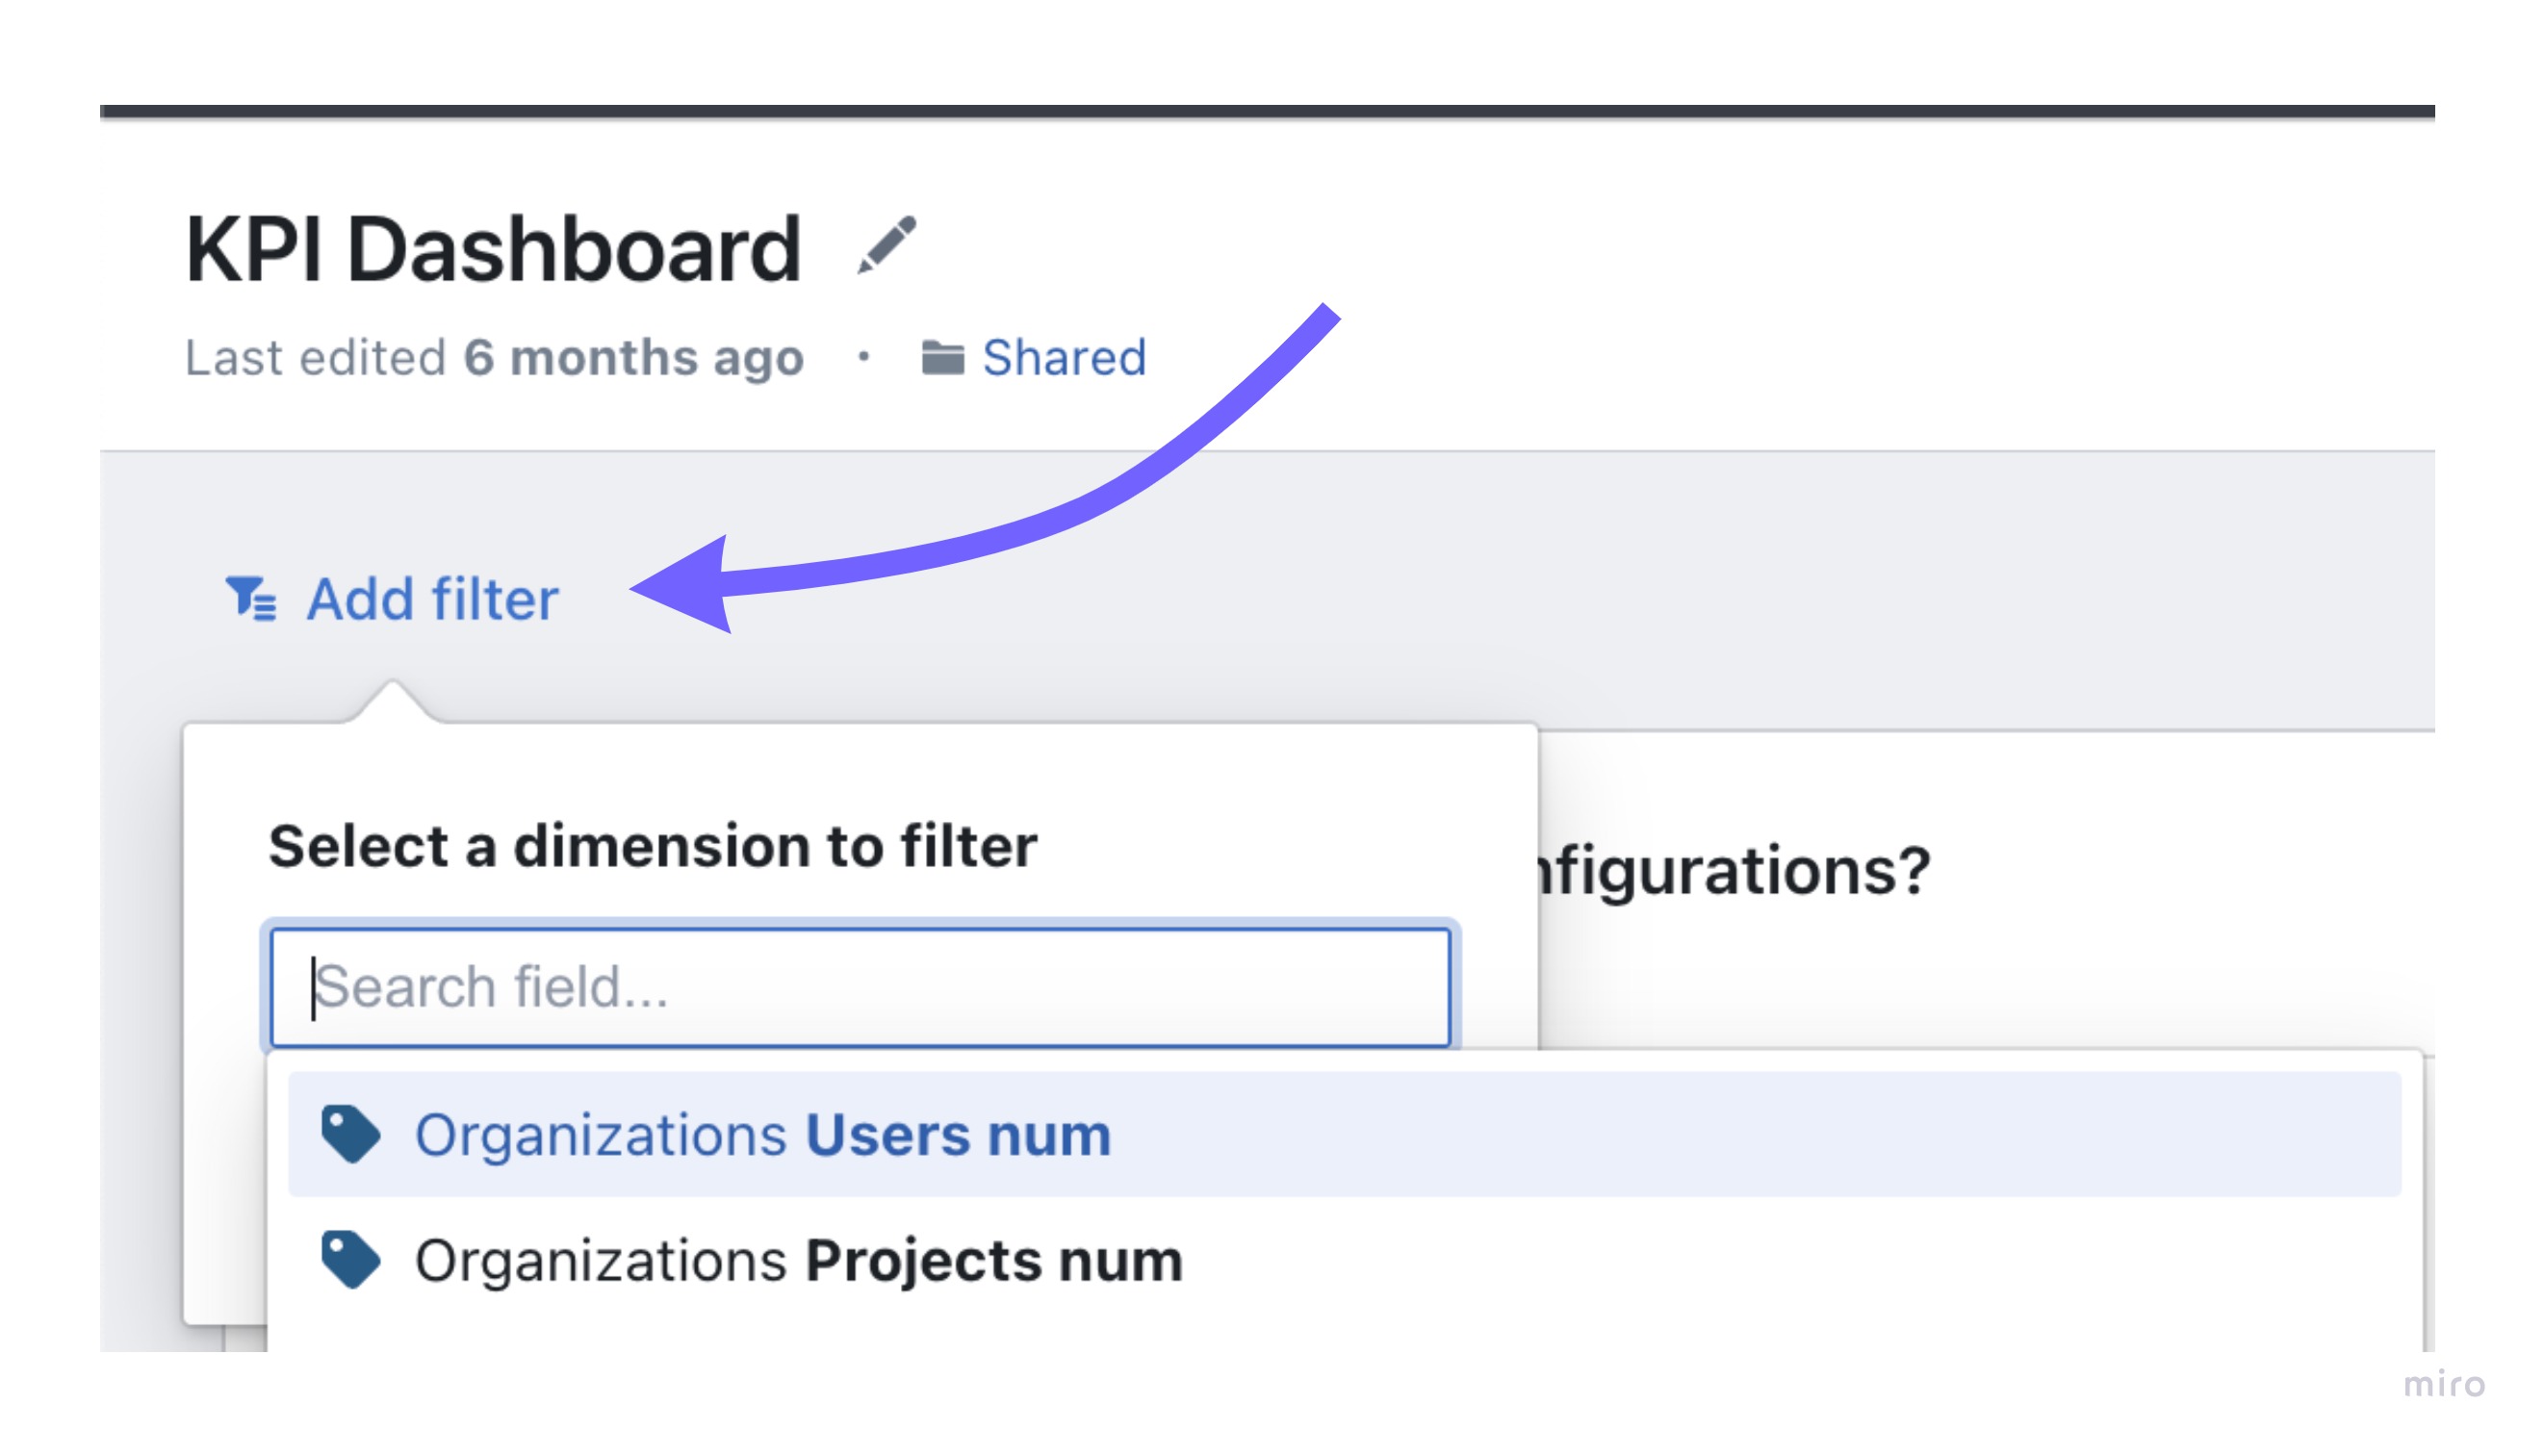 KPI Dashboard
Last edited 6 months ago · Shared
Add filter
Select a dimension to filter
nfigurations?
Search field...
Organizations Users num
Organizations Projects num
miro